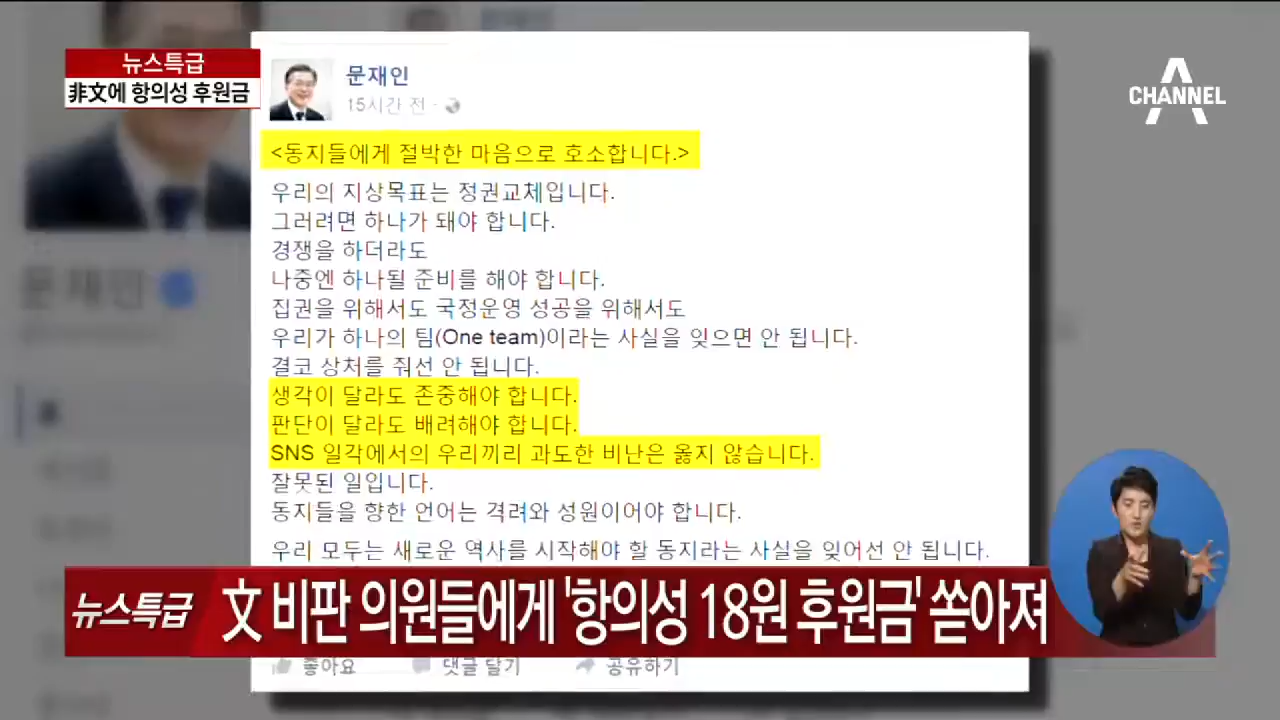 뉴스특급
非文에 항의성 후원금
CHANNEL
문재인
15시간 전
<동지들에게 절박한 마음으로 호소합니다.>
우리의 지상목표는 정권교체입니다.
그러려면 하나가 돼야 합니다.
경쟁을 하더라도
나중엔 하나될 준비를 해야 합니다.
집권을 위해서도 국정운영 성공을 위해서도
우리가 하나의 팀(One team)이라는 사실을 잊으면 안 됩니다.
결코 상처를 줘선 안 됩니다.
생각이 달라도 존중해야 합니다.
판단이 달라도 배려해야 합니다.
SNS 일각에서의 우리끼리 과도한 비난은 옳지 않습니다.
잘못된 일입니다.
동지들을 향한 언어는 격려와 성원이어야 합니다.
우리 모두는 새로운 역사를 시작해야 할 동지라는 사실을 잊어선 안 됩니다.
뉴스특급 文 비판 의원들에게 '항의성 18원 후원금' 쏟아져
좋아요 댓글 달기 공유하기
문재인